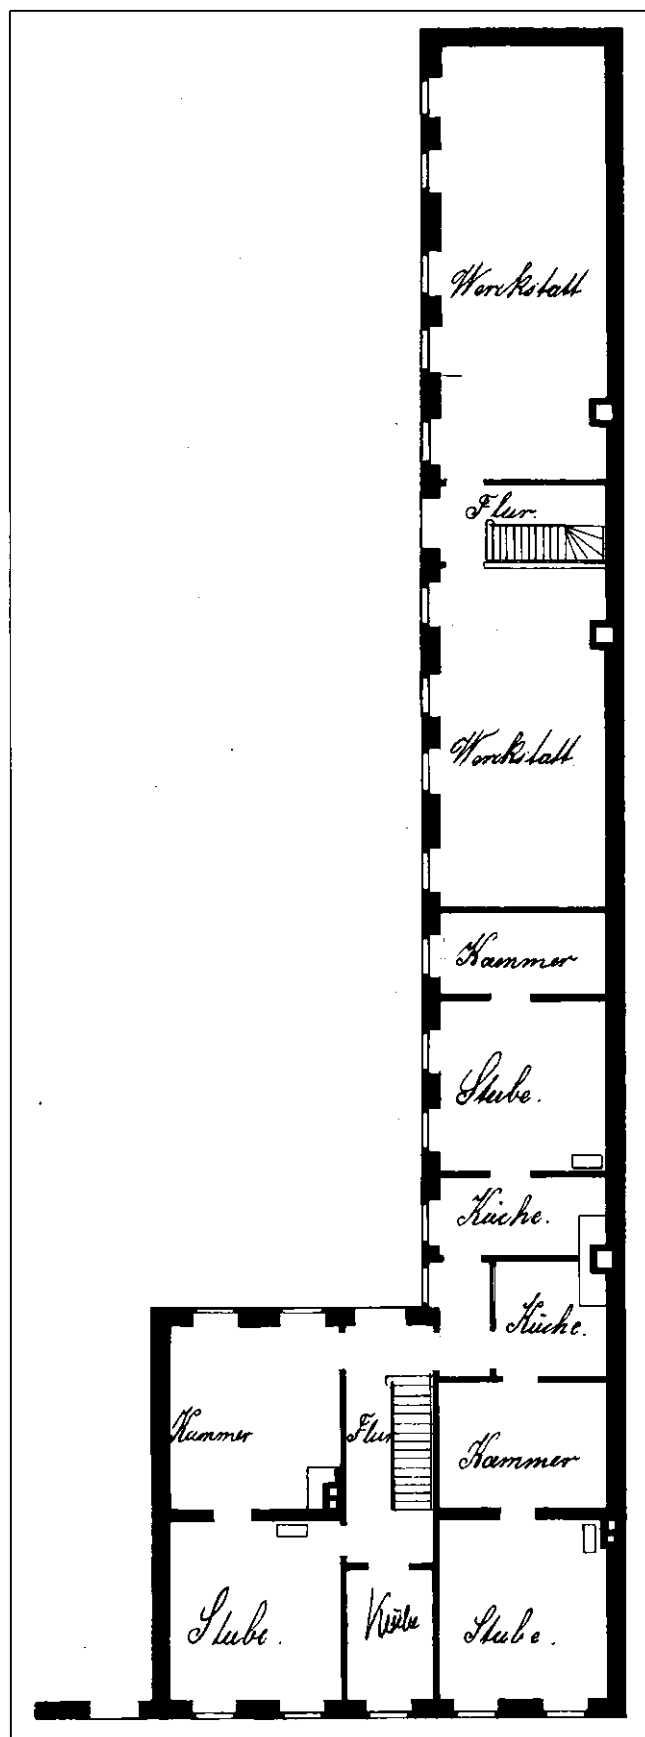 Werkstatt
Flur.
Werkstatt
Kammer
Stube.
Küche.
Küche.
Kammer
Flur
Kammer
Stube.
Küche
Stube.